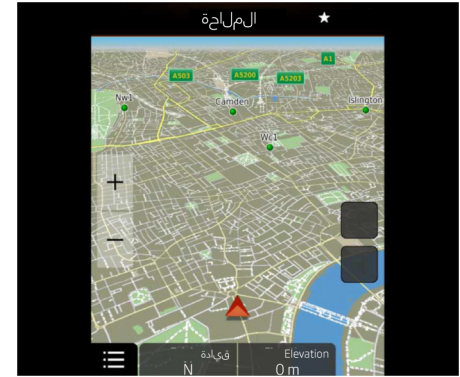 الملاحة
A1
A503
A5200
A5203
Nw1
Camden
Islington
Wc1
+
−
قيادة
Elevation
N
0 m